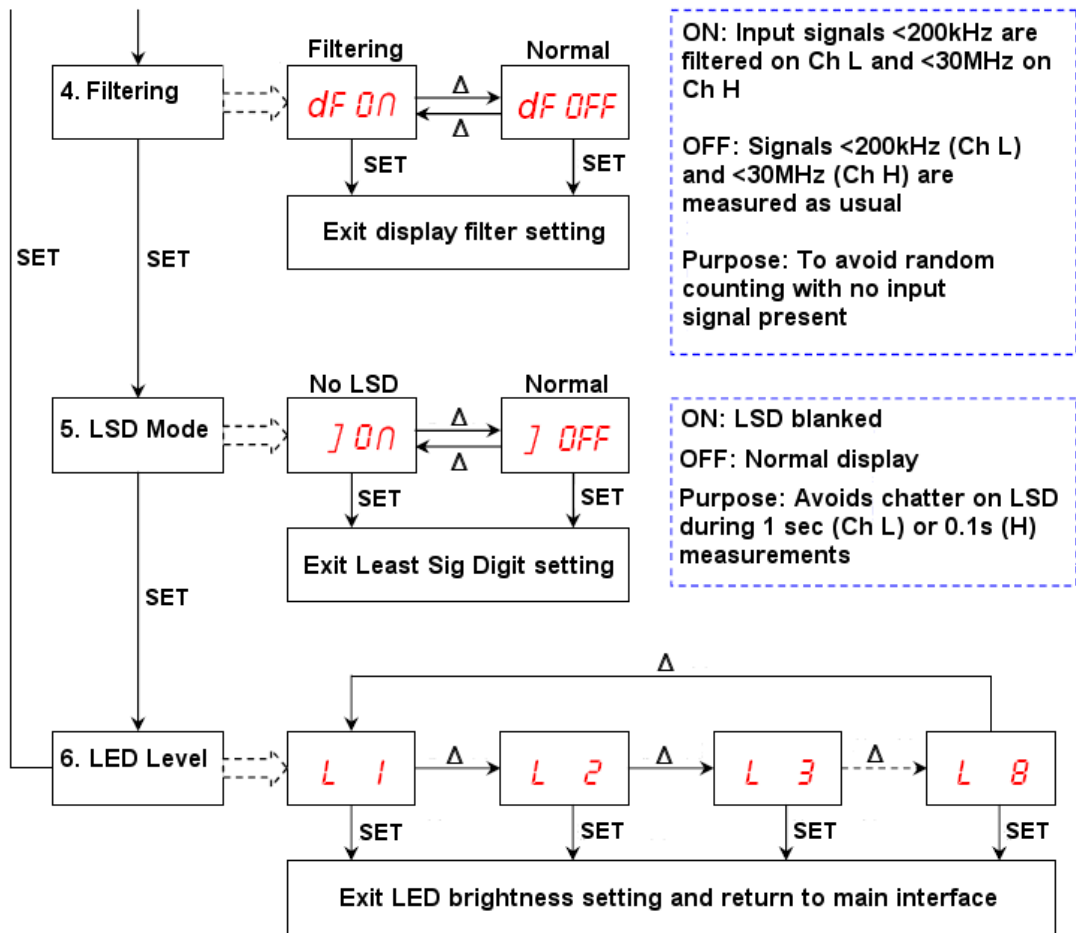 Filtering
Normal
4. Filtering
dF ON
Δ
Δ
dF OFF
SET
SET
Exit display filter setting
ON: Input signals <200kHz are
filtered on Ch L and <30MHz on
Ch H
OFF: Signals <200kHz (Ch L)
and <30MHz (Ch H) are
measured as usual
Purpose: To avoid random
counting with no input
signal present
SET
SET
No LSD
Normal
5. LSD Mode
] ON
Δ
Δ
] OFF
SET
SET
Exit Least Sig Digit setting
ON: LSD blanked
OFF: Normal display
Purpose: Avoids chatter on LSD
during 1 sec (Ch L) or 0.1s (H)
measurements
SET
Δ
6. LED Level
L 1
Δ
L 2
Δ
L 3
Δ
L 8
SET
SET
SET
SET
Exit LED brightness setting and return to main interface